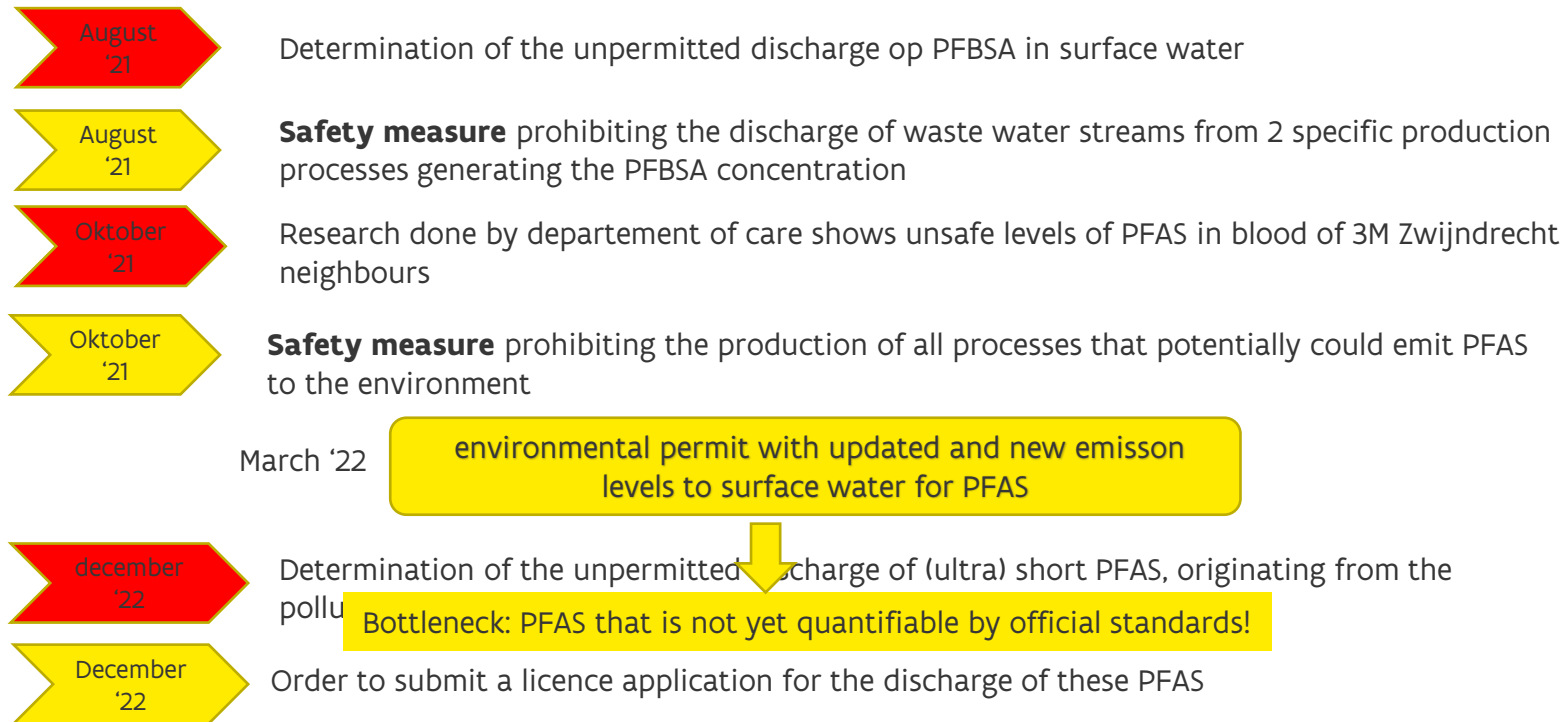 August
‘21
Determination of the unpermitted discharge op PFBSA in surface water
August
‘21
Safety measure prohibiting the discharge of waste water streams from 2 specific production
processes generating the PFBSA concentration
Oktober
‘21
Research done by departement of care shows unsafe levels of PFAS in blood of 3M Zwijndrecht
neighbours
Oktober
‘21
Safety measure prohibiting the production of all processes that potentially could emit PFAS
to the environment
March ‘22
environmental permit with updated and new emisson
levels to surface water for PFAS
december
‘22
Determination of the unpermitted charge of (ultra) short PFAS, originating from the
pollu
Bottleneck: PFAS that is not yet quantifiable by official standards!
December
‘22
Order to submit a licence application for the discharge of these PFAS